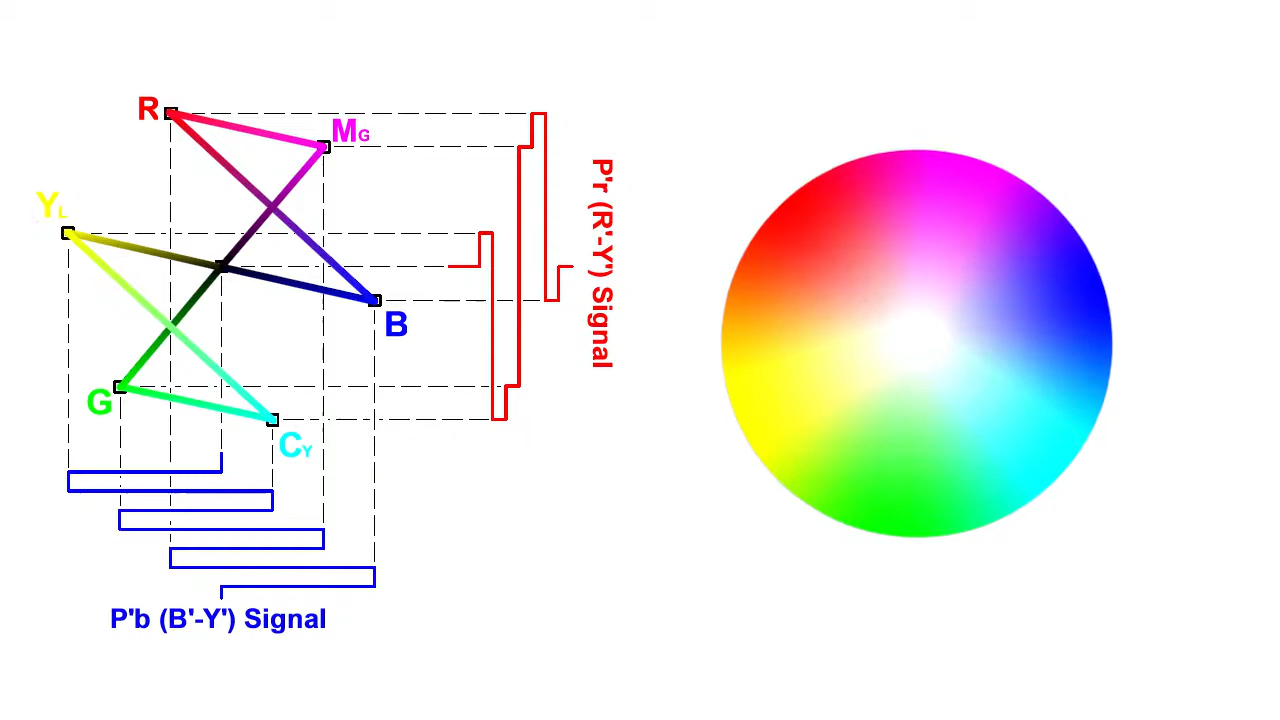 R
MG
YL
P'r (R'-Y') Signal
B
G
CY
P'b (B'-Y') Signal